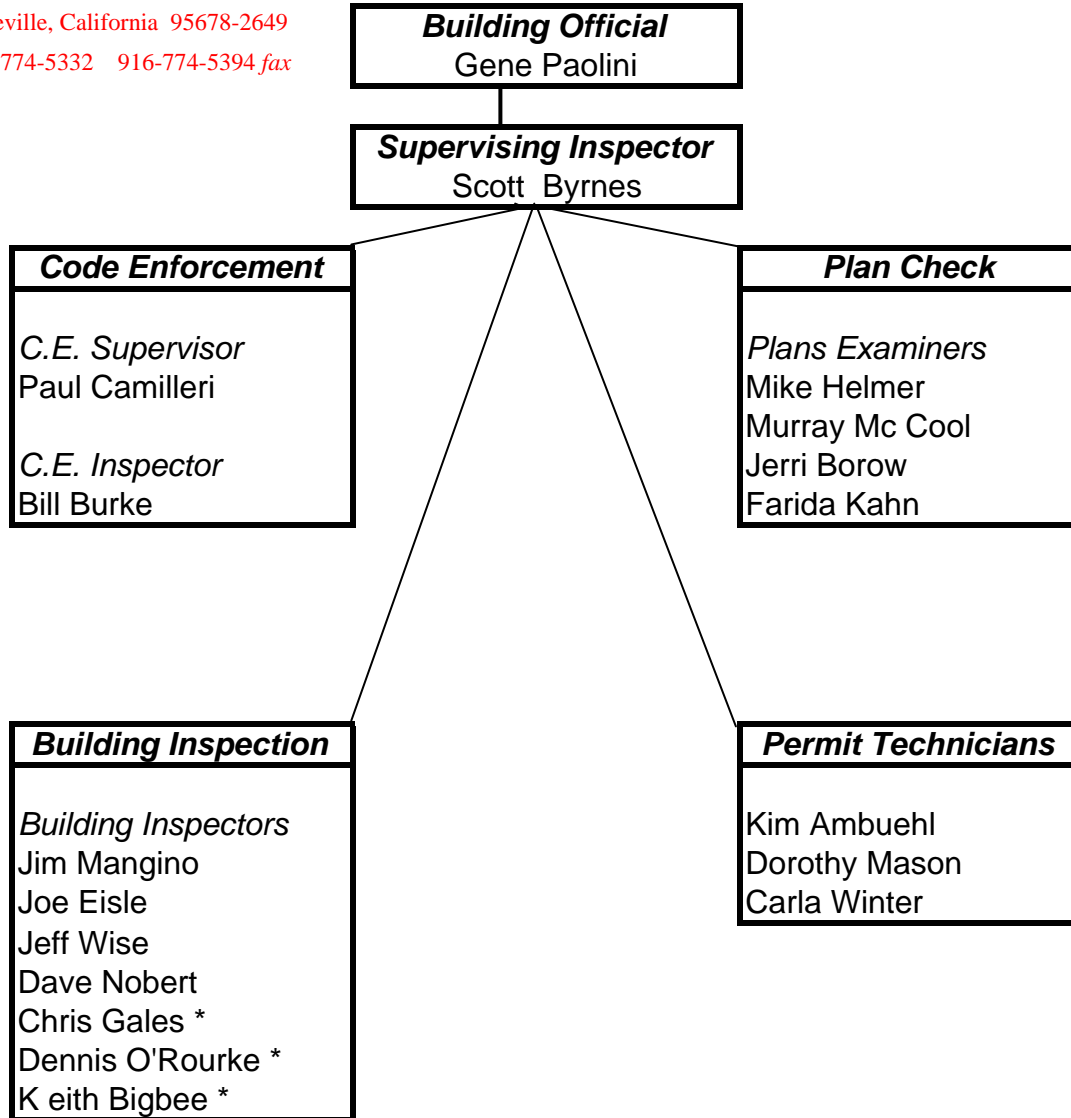 eville, California 95678-2649
774-5332 916-774-5394 fax
Building Official
Gene Paolini
Supervising Inspector
Scott Byrnes
Code Enforcement
C.E. Supervisor
Paul Camilleri
C.E. Inspector
Bill Burke
Plan Check
Plans Examiners
Mike Helmer
Murray Mc Cool
Jerri Borow
Farida Kahn
Building Inspection
Building Inspectors
Jim Mangino
Joe Eisle
Jeff Wise
Dave Nobert
Chris Gales *
Dennis O'Rourke *
K eith Bigbee *
Permit Technicians
Kim Ambuehl
Dorothy Mason
Carla Winter